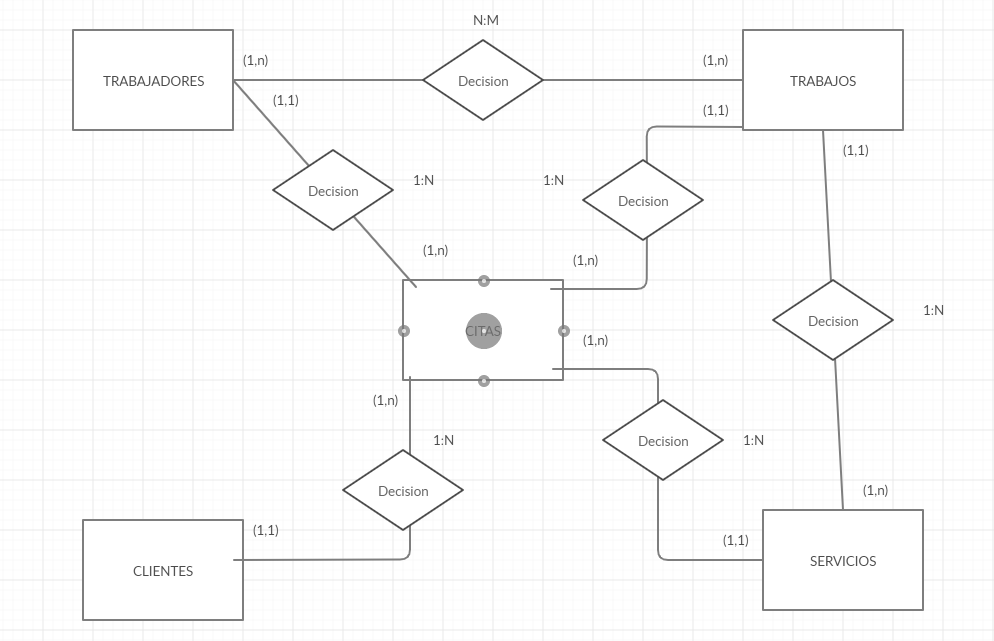 N:M
(1,n)
(1,n)
TRABAJADORES
Decision
TRABAJOS
(1,1)
(1,1)
(1,1)
Decision
1:N
1:N
Decision
(1,n)
(1,n)
1:N
Decision
CITAS
(1,n)
(1,n)
1:N
Decision
1:N
Decision
(1,n)
(1,1)
(1,1)
CLIENTES
SERVICIOS